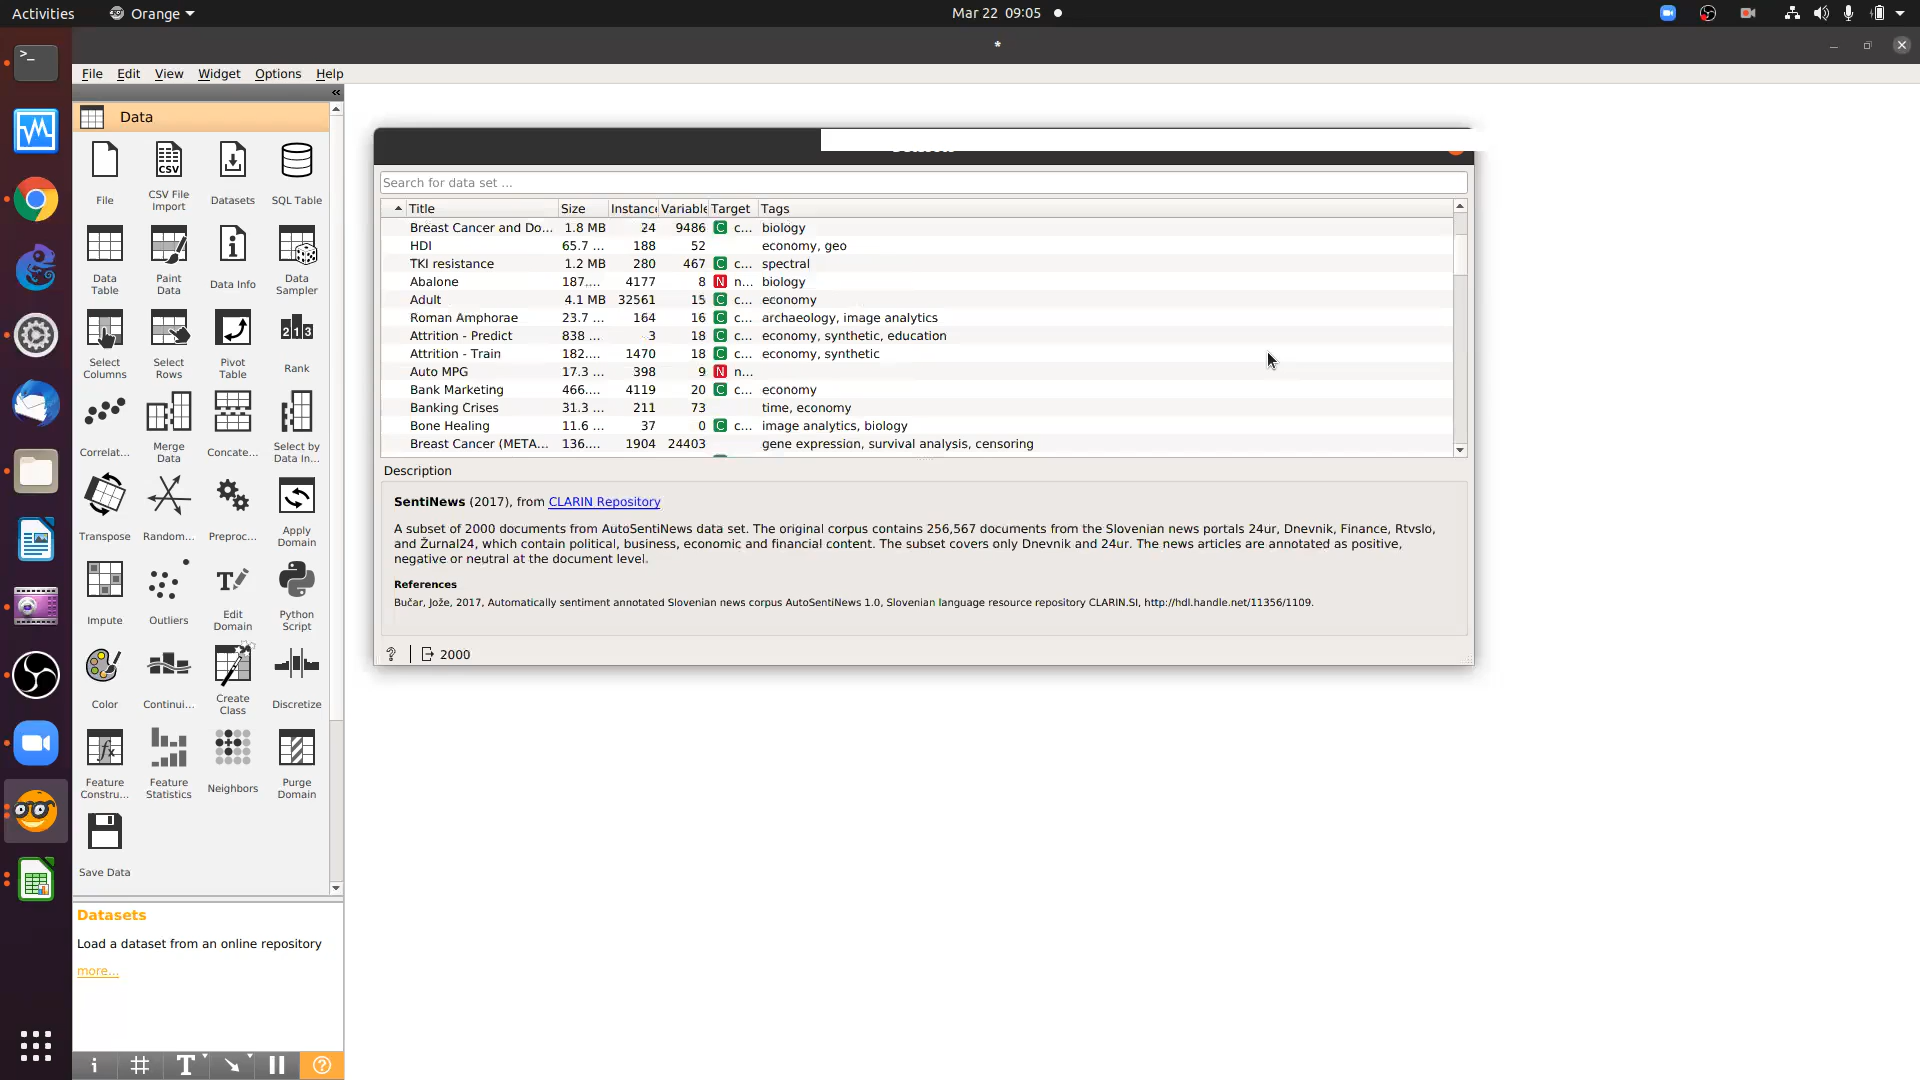 Activities
Orange
Mar 22 09:05
*
File Edit View Widget Options Help
Data
File
CSV File Import
Datasets
SQL Table
Data Table
Paint Data
Data Info
Data Sampler
Select Columns
Select Rows
Pivot Table
Rank
Correlat...
Merge Data
Concate...
Select by Data In...
Transpose
Random...
Preproc...
Apply Domain
Impute
Outliers
Edit Domain
Python Script
Color
Continui...
Create Class
Discretize
Feature Constru...
Feature Statistics
Neighbors
Purge Domain
Save Data
Datasets
Load a dataset from an online repository
more...
Search for data set ...
Title Size Instanc Variable Target Tags
Breast Cancer and Do... 1.8 MB 24 9486 C c... biology
HDI 65.7 ... 188 52 economy, geo
TKI resistance 1.2 MB 280 467 C c... spectral
Abalone 187.... 4177 8 N n... biology
Adult 4.1 MB 32561 15 C c... economy
Roman Amphorae 23.7 ... 164 16 C c... archaeology, image analytics
Attrition - Predict 838 ... 3 18 C c... economy, synthetic, education
Attrition - Train 182.... 1470 18 C c... economy, synthetic
Auto MPG 17.3 ... 398 9 N n...
Bank Marketing 466.... 4119 20 C c... economy
Banking Crises 31.3 ... 211 73 time, economy
Bone Healing 11.6 ... 37 0 C c... image analytics, biology
Breast Cancer (META... 136.... 1904 24403 gene expression, survival analysis, censoring
Description
SentiNews (2017), from CLARIN Repository
A subset of 2000 documents from AutoSentiNews data set. The original corpus contains 256,567 documents from the Slovenian news portals 24ur, Dnevnik, Finance, Rtvslo,
and Žurnal24, which contain political, business, economic and financial content. The subset covers only Dnevnik and 24ur. The news articles are annotated as positive,
negative or neutral at the document level.
References
Bučar, Jože, 2017, Automatically sentiment annotated Slovenian news corpus AutoSentiNews 1.0, Slovenian language resource repository CLARIN.SI, http://hdl.handle.net/11356/1109.
? 2000